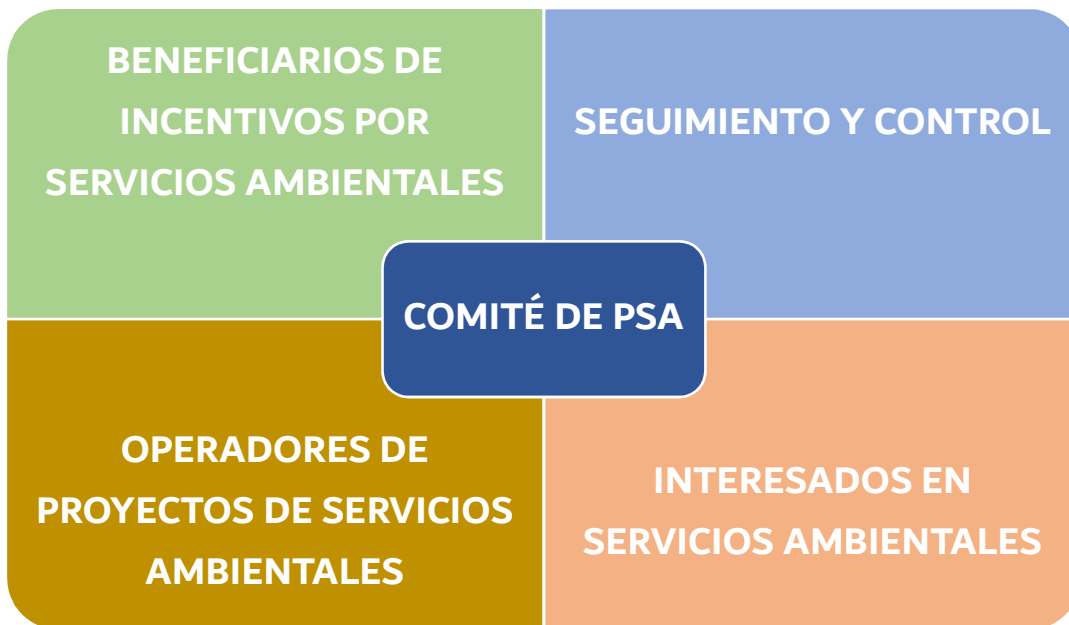 BENEFICIARIOS DE
INCENTIVOS POR
SERVICIOS AMBIENTALES
SEGUIMIENTO Y CONTROL
COMITÉ DE PSA
OPERADORES DE
PROYECTOS DE SERVICIOS
AMBIENTALES
INTERESADOS EN
SERVICIOS AMBIENTALES